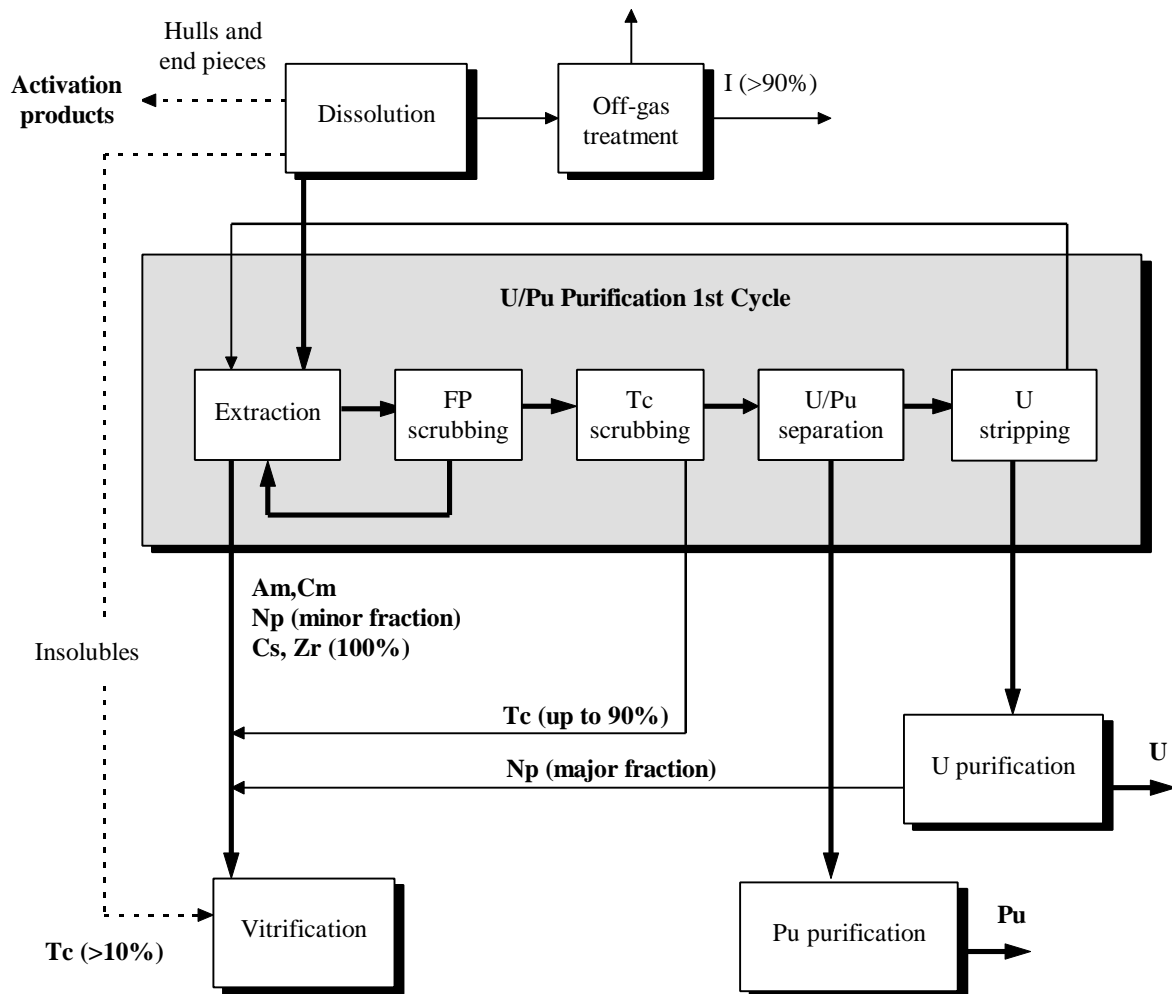 Hulls and
end pieces
Activation
products
Dissolution
Off-gas
treatment
I (>90%)
U/Pu Purification 1st Cycle
Extraction
FP
scrubbing
Tc
scrubbing
U/Pu
separation
U
stripping
Am,Cm
Np (minor fraction)
Cs, Zr (100%)
Insolubles
Tc (up to 90%)
Np (major fraction)
U purification
U
Vitrification
Tc (>10%)
Pu purification
Pu